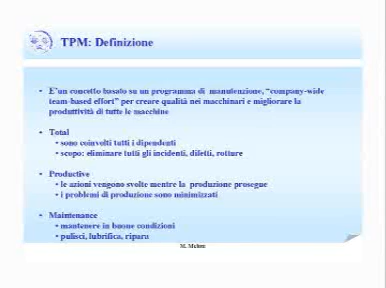 TPM: Definizione
• E'un concetto basato su un programma di manutenzione, "company-wide
team-based effort" per creare qualità nei macchinari e migliorare la
produttività di tutte le macchine
• Total
• sono coinvolti tutti i dipendenti
• scopo: eliminare tutti gli incidenti, difetti, rotture
• Productive
• le azioni vengono svolte mentre la produzione prosegue
• i problemi di produzione sono minimizzati
• Maintenance
• mantenere in buone condizioni
• pulisci, lubrifica, ripara